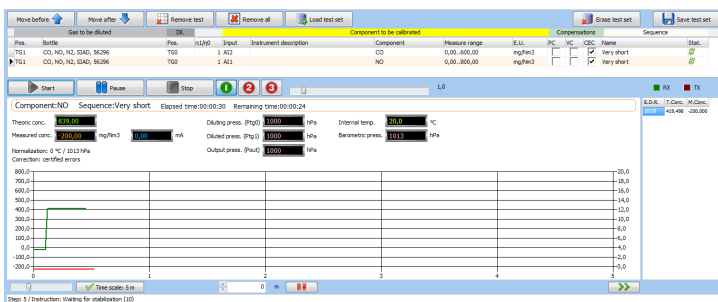 Move before Move after Remove test Remove all Load test set Erase test set Save test set
Gas to be diluted Dil. Component to be calibrated Compensations Sequence
Pos. Bottle Pos. η1/η0 Input Instrument description Component Measure range E.U. PC VC CEC Name Stat.
TG1 CO, NO, N2, SIAD, 56296 TG0 1 AI2 CO 0,00..600,00 mg/Nm3 Very short
TG1 CO, NO, N2, SIAD, 56296 TG0 1 AI1 NO 0,00..800,00 mg/Nm3 Very short
Start Pause Stop 1 2 3 1,0 RX TX
Component:NO Sequence:Very short Elapsed time:00:00:30 Remaining time:00:00:24
E.D.R. T.Conc. M.Conc.
10/10 419,498 -200,000
Theoric conc. 839,00 Diluting press. (Ptg0) 1000 hPa Internal temp. 20,0 °C
Measured conc. -200,00 mg/Nm3 0,00 mA Diluted press. (Ptg1) 1000 hPa Barometric press. 1013 hPa
Normalization: 0 °C / 1013 hPa Output press. (Pout) 1000 hPa
Correction: certified errors
800,0 20,0
700,0 18,0
600,0 16,0
500,0 14,0
400,0 12,0
300,0 10,0
200,0 8,0
100,0 6,0
0,0 4,0
-100,0 2,0
-200,0 0,0
0 1 2 3 4 5
Time scale: 5 m 0 m
Step: 5 / Instruction: Waiting for stabilization (10)